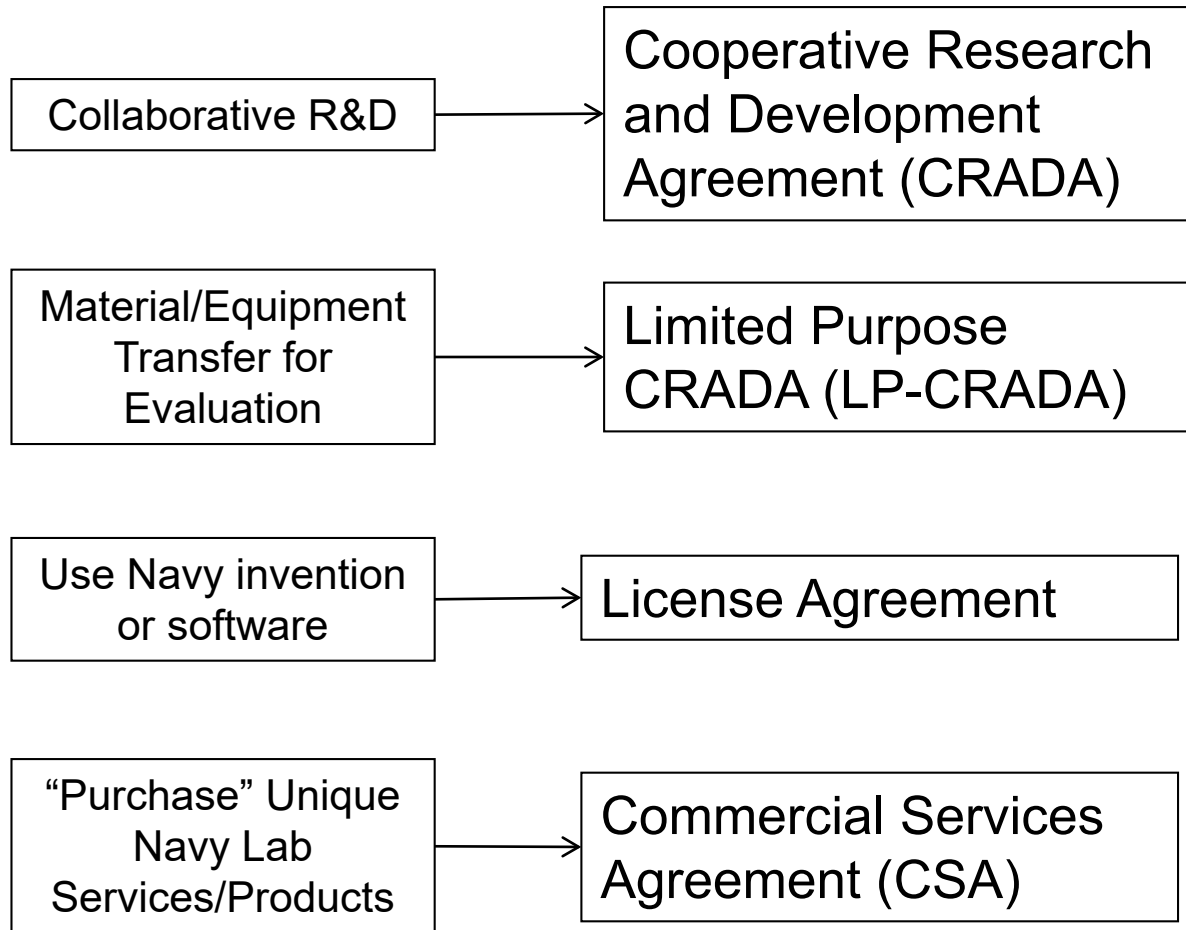 Collaborative R&D
Cooperative Research
and Development
Agreement (CRADA)
Material/Equipment
Transfer for
Evaluation
Limited Purpose
CRADA (LP-CRADA)
Use Navy invention
or software
License Agreement
“Purchase” Unique
Navy Lab
Services/Products
Commercial Services
Agreement (CSA)